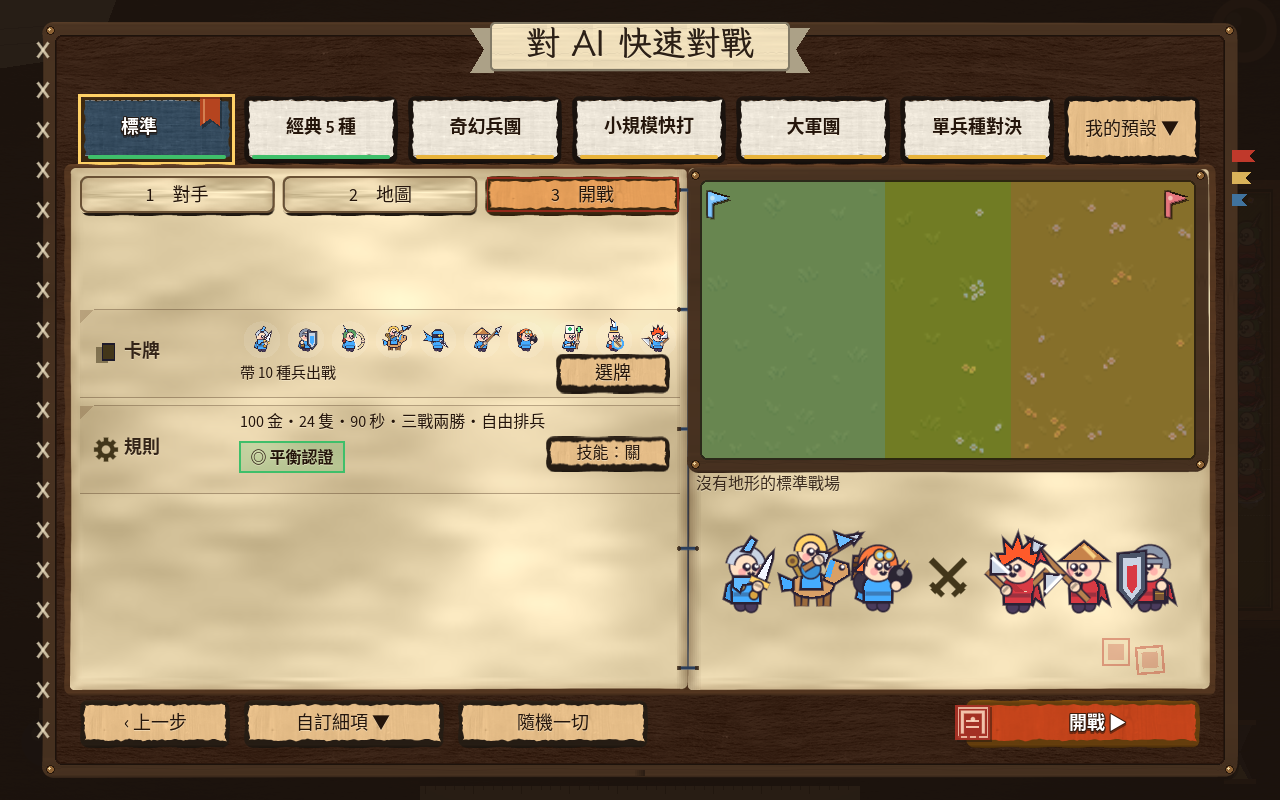 對 AI 快速對戰
標準
經典 5 種
奇幻兵團
小規模快打
大軍團
單兵種對決
我的預設 ▼
1 對手
2 地圖
3 開戰
卡牌
帶 10 種兵出戰
選牌
規則
100 金・24 隻・90 秒・三戰兩勝・自由排兵
◎平衡認證
技能：關
沒有地形的標準戰場
‹ 上一步
自訂細項 ▼
隨機一切
開戰 ▶